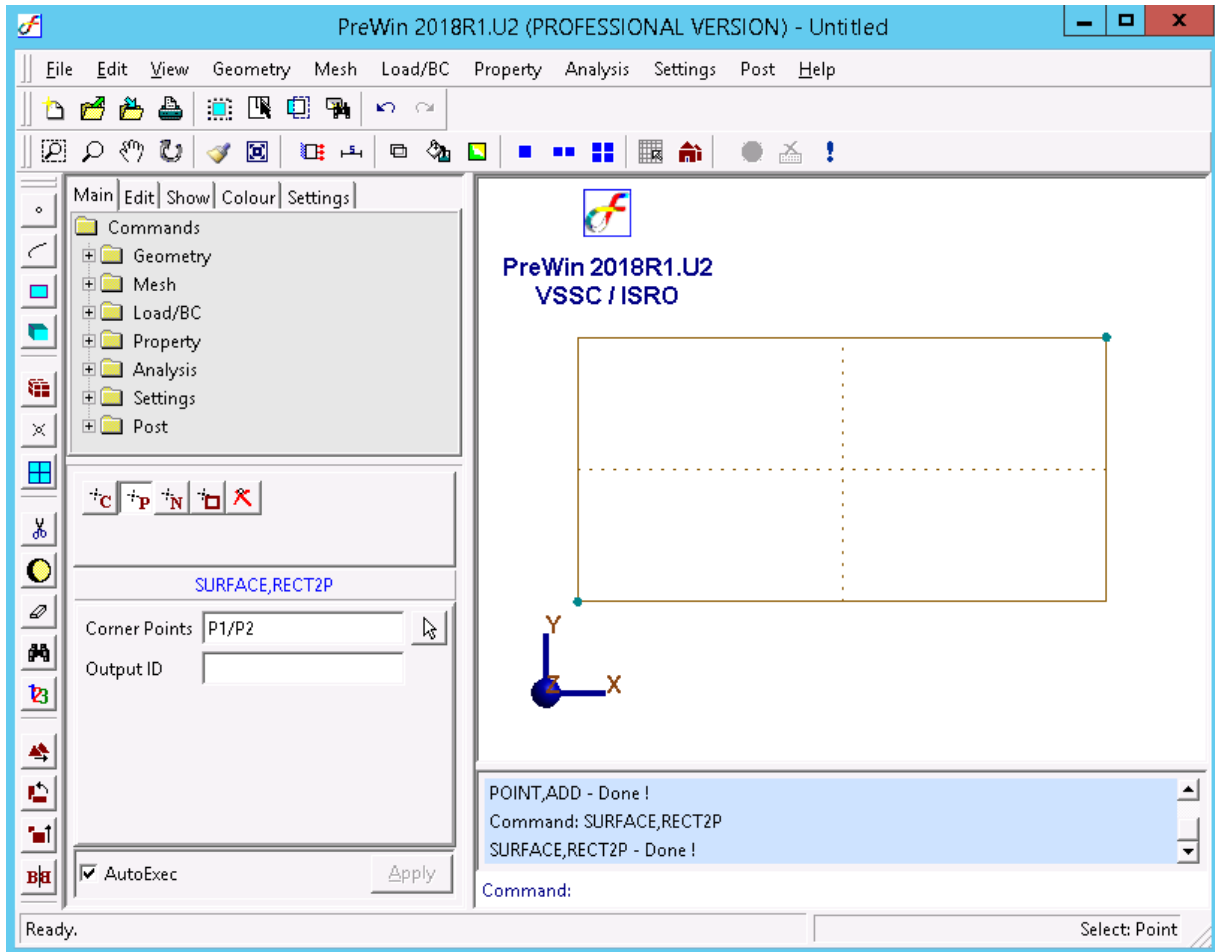 PreWin 2018R1.U2 (PROFESSIONAL VERSION) - Untitled
File Edit View Geometry Mesh Load/BC Property Analysis Settings Post Help
Main Edit Show Colour Settings
Commands
Geometry
Mesh
Load/BC
Property
Analysis
Settings
Post
C P N
SURFACE,RECT2P
Corner Points P1/P2
Output ID
AutoExec Apply
123
B B
PreWin 2018R1.U2
VSSC / ISRO
Y
Z X
POINT,ADD - Done !
Command: SURFACE,RECT2P
SURFACE,RECT2P - Done !
Command:
Ready. Select: Point